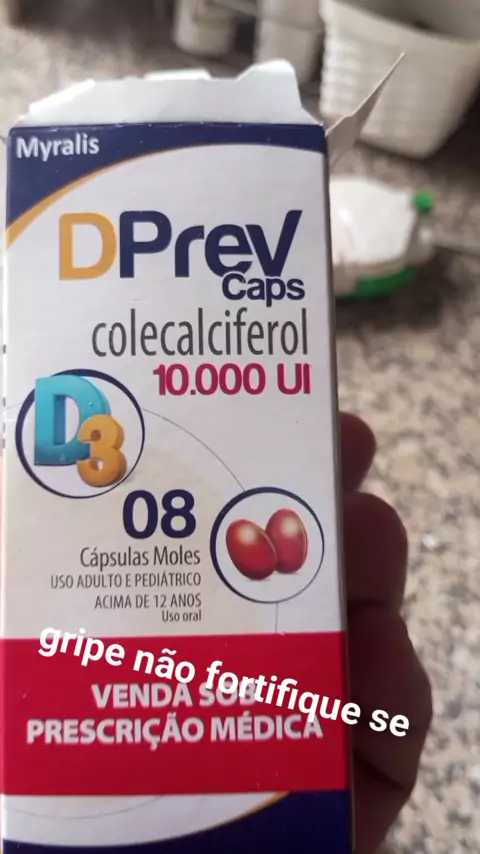 Myralis
DPrev
Caps
colecalciferol
10.000 UI
D3
08
Cápsulas Moles
USO ADULTO E PEDIÁTRICO
ACIMA DE 12 ANOS
Uso oral
gripe não fortifique se
VENDA SOB
PRESCRIÇÃO MÉDICA